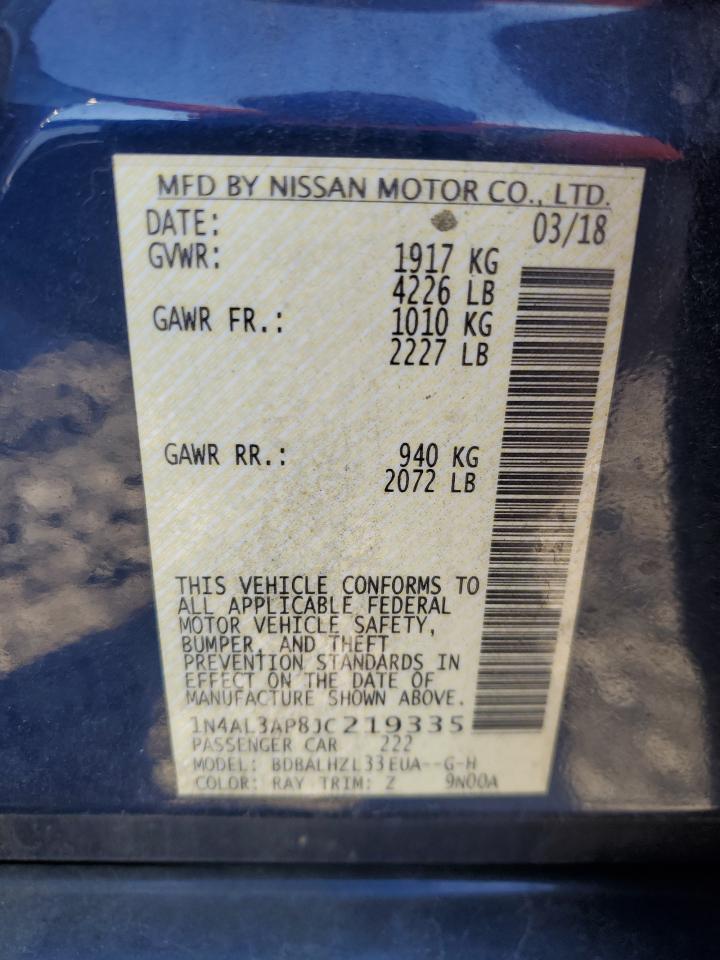 MFD BY NISSAN MOTOR CO., LTD.
DATE: 03/18
GVWR: 1917 KG
4226 LB
GAWR FR.: 1010 KG
2227 LB
GAWR RR.: 940 KG
2072 LB
THIS VEHICLE CONFORMS TO
ALL APPLICABLE FEDERAL
MOTOR VEHICLE SAFETY,
BUMPER, AND THEFT
PREVENTION STANDARDS IN
EFFECT ON THE DATE OF
MANUFACTURE SHOWN ABOVE.
1N4AL3AP8JC219335
PASSENGER CAR 222
MODEL: BDBALHZL33EUA--G-H
COLOR: RAY TRIM: Z 9N00A